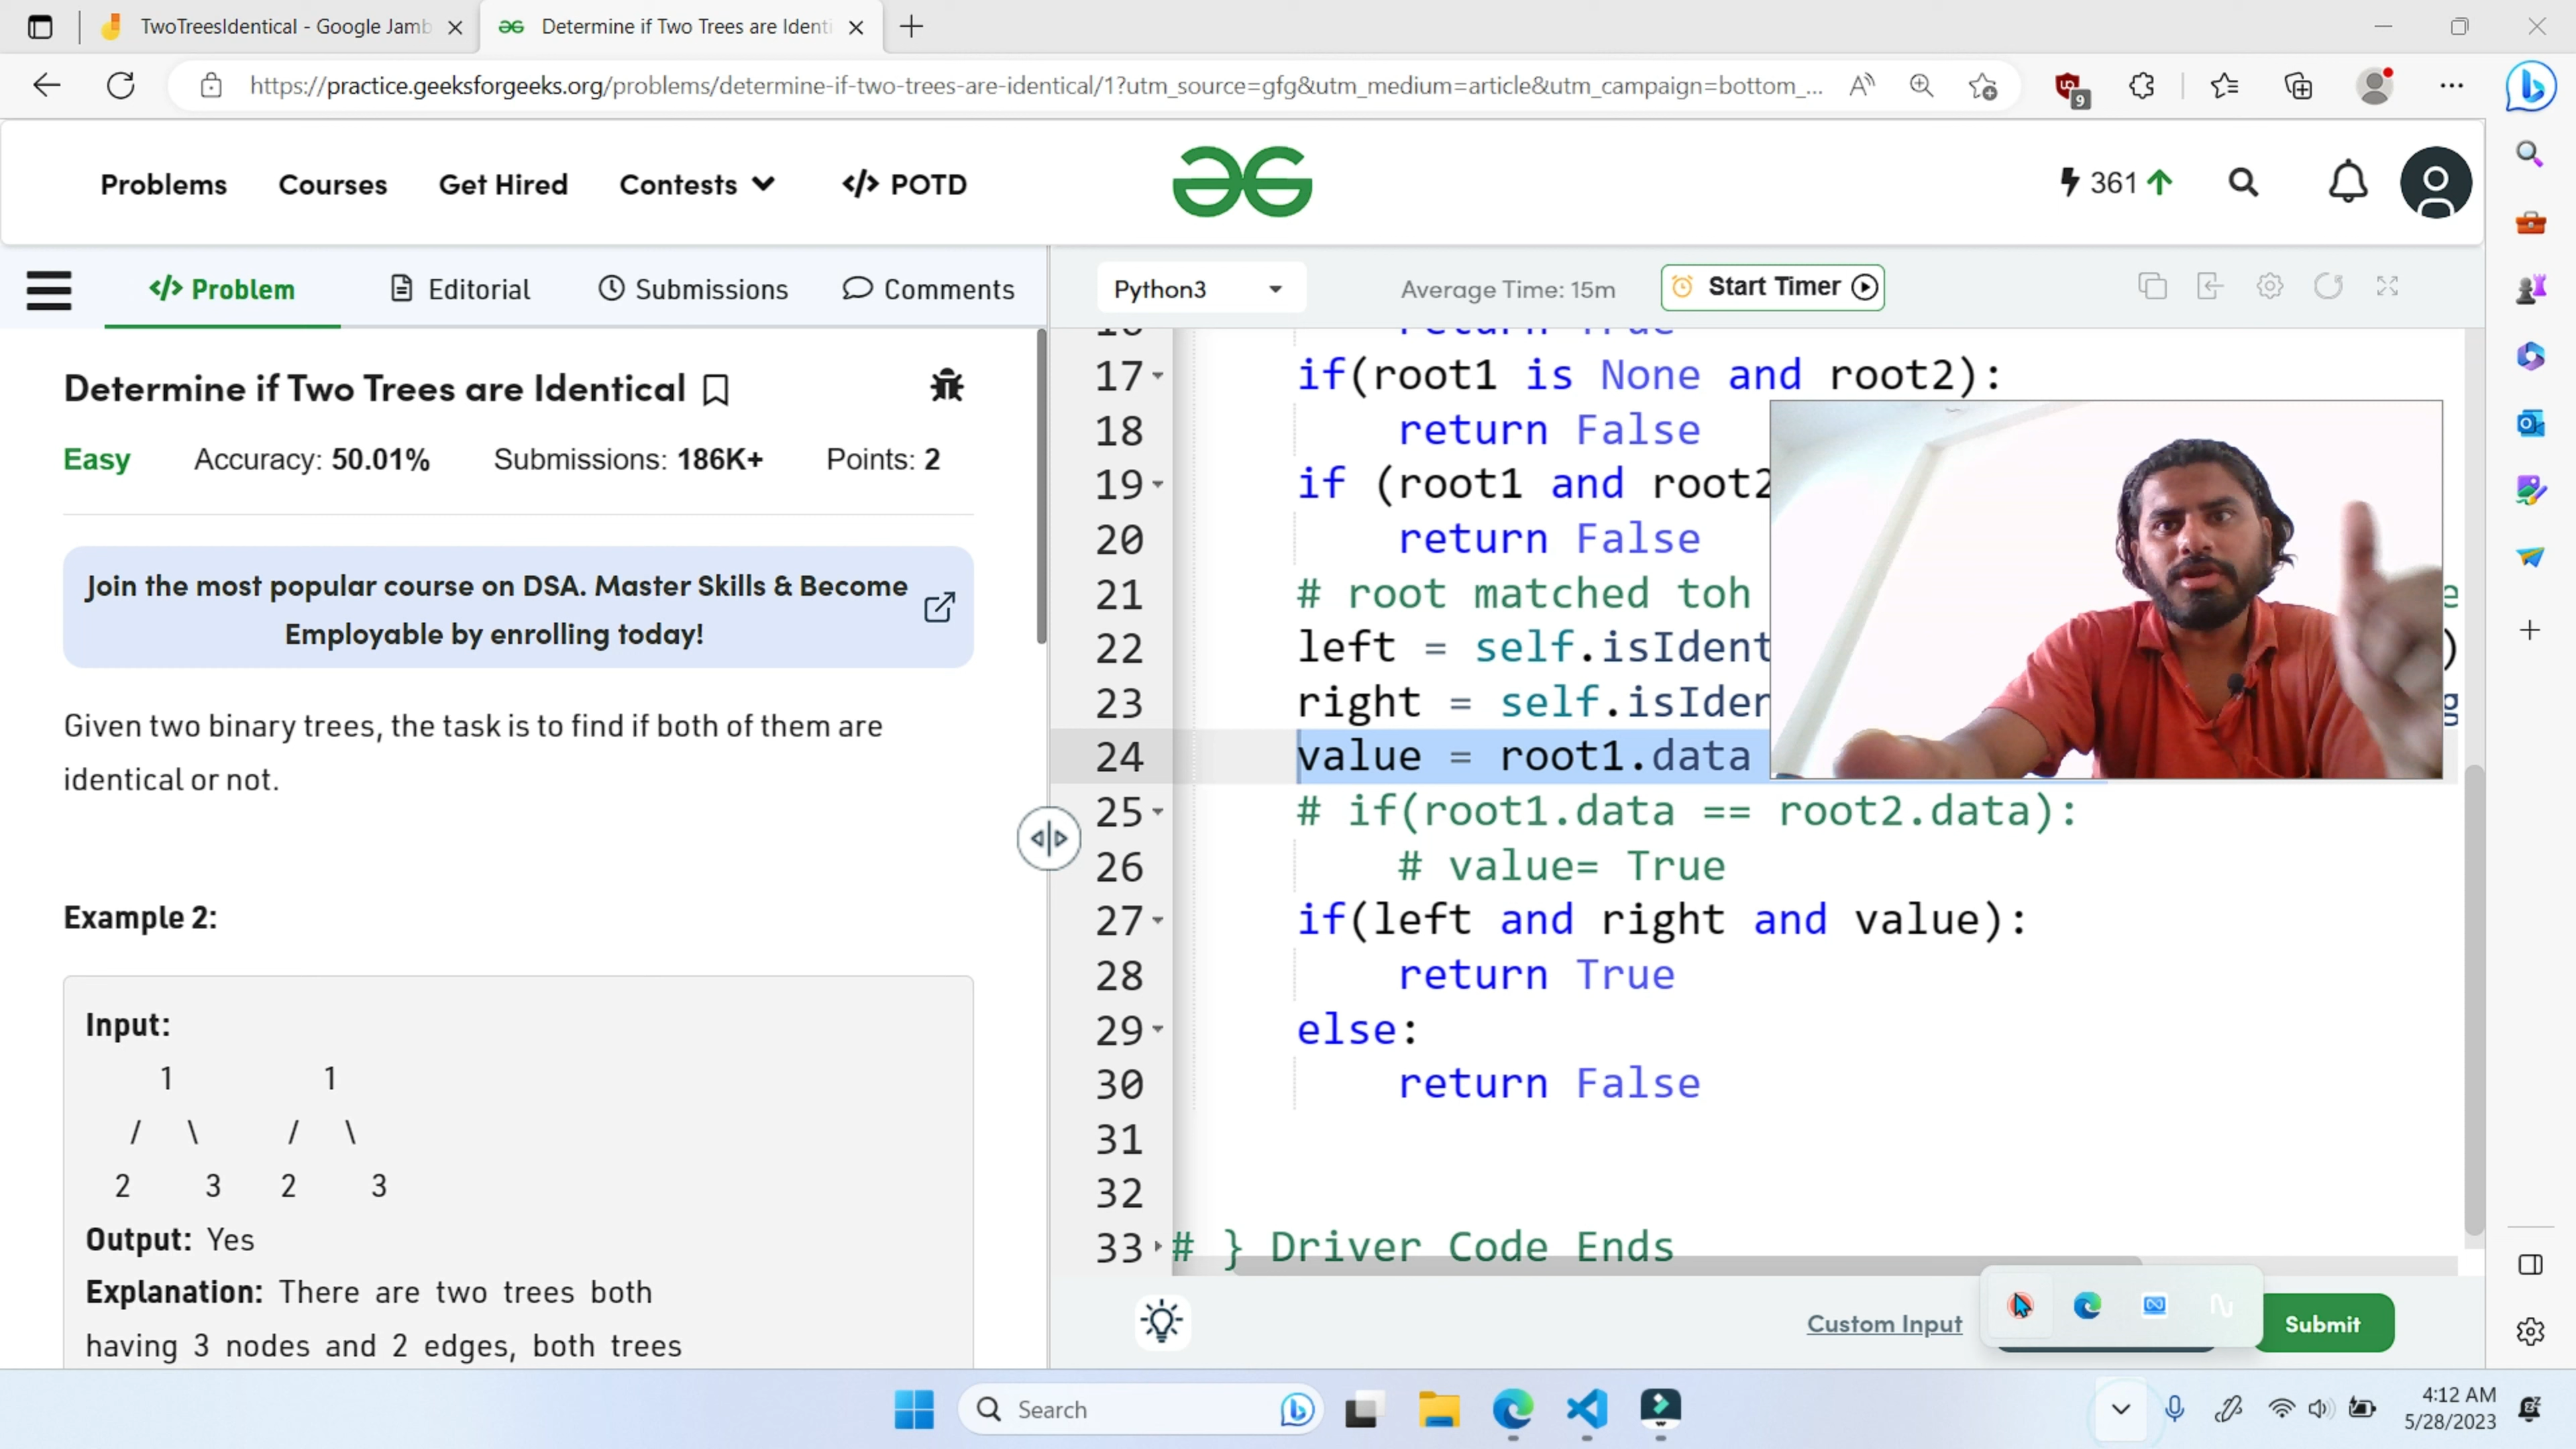 TwoTreesIdentical - Google Jamb
Determine if Two Trees are Identi
https://practice.geeksforgeeks.org/problems/determine-if-two-trees-are-identical/1?utm_source=gfg&utm_medium=article&utm_campaign=bottom_...
9
Problems Courses Get Hired Contests </> POTD
361
</> Problem Editorial Submissions Comments
Python3 Average Time: 15m Start Timer
Determine if Two Trees are Identical
Easy Accuracy: 50.01% Submissions: 186K+ Points: 2
Join the most popular course on DSA. Master Skills & Become
Employable by enrolling today!
Given two binary trees, the task is to find if both of them are
identical or not.
Example 2:
Input:
1 1
/ \ / \
2 3 2 3
Output: Yes
Explanation: There are two trees both
having 3 nodes and 2 edges, both trees
return True
17 if(root1 is None and root2):
18 return False
19 if (root1 and root2
20 return False
21 # root matched toh
22 left = self.isIdent )
23 right = self.isIden
24 value = root1.data
25 # if(root1.data == root2.data):
26 # value= True
27 if(left and right and value):
28 return True
29 else:
30 return False
31
32
33 # } Driver Code Ends
Custom Input Submit
Search
4:12 AM
5/28/2023